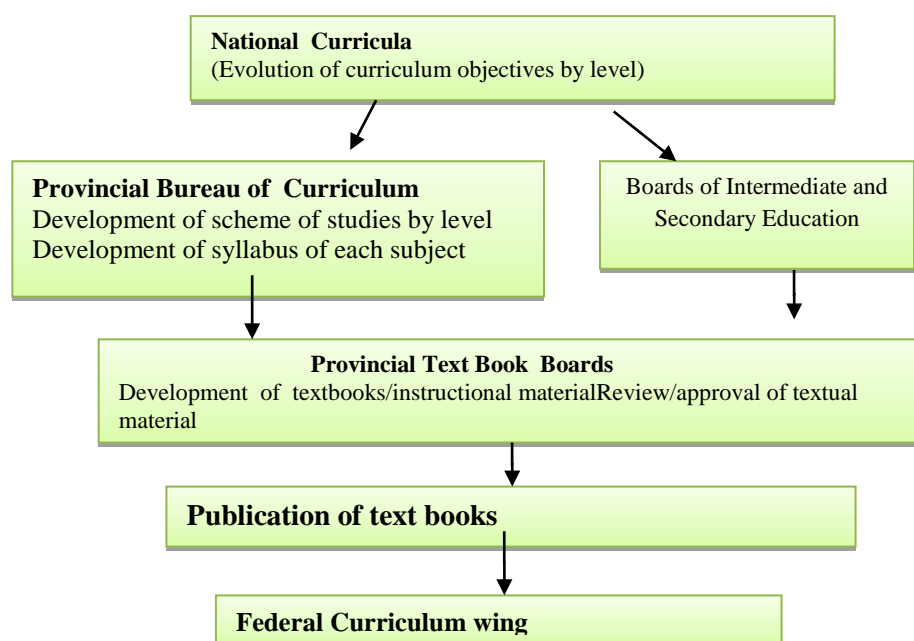 National Curricula
(Evolution of curriculum objectives by level)
Provincial Bureau of Curriculum
Development of scheme of studies by level
Development of syllabus of each subject
Boards of Intermediate and
Secondary Education
Provincial Text Book Boards
Development of textbooks/instructional materialReview/approval of textual
material
Publication of text books
Federal Curriculum wing